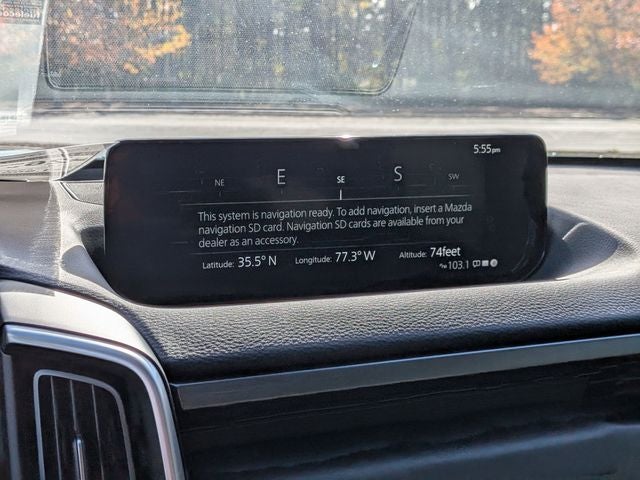 5:55pm
NE E SE S SW
This system is navigation ready. To add navigation, insert a Mazda
navigation SD card. Navigation SD cards are available from your
dealer as an accessory.
Latitude: 35.5° N Longitude: 77.3° W Altitude: 74feet
103.1